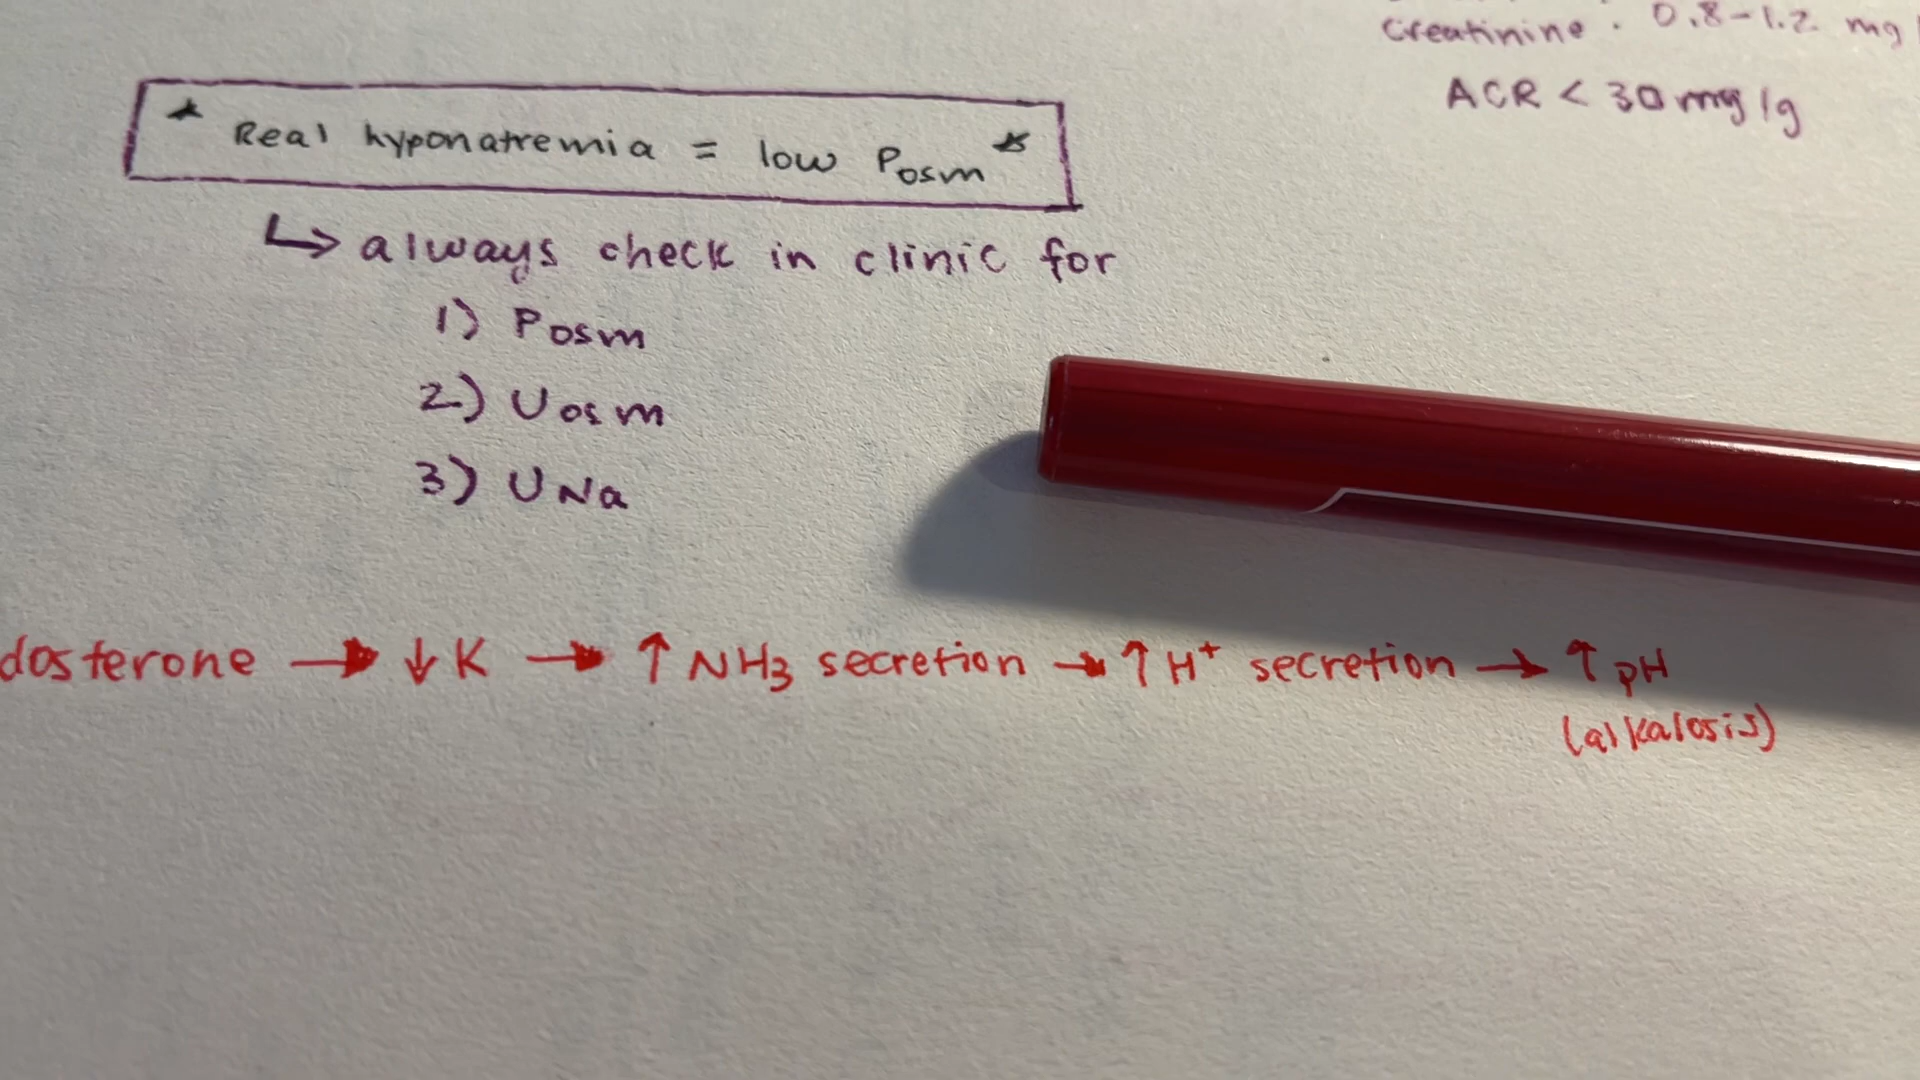 Creatinine . 0.8-1.2 mg
ACR < 30 mg/g
* Real hyponatremia = low Posm *
↳ always check in clinic for
1) Posm
2.) Uosm
3) UNa
dosterone → ↓ K → ↑ NH3 secretion → ↑ H+ secretion → ↑ pH
(alkalosis)